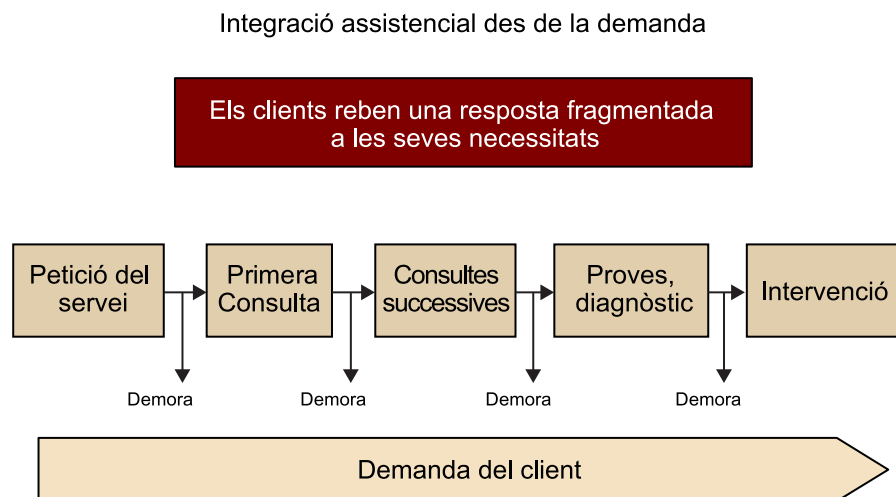 Integració assistencial des de la demanda
Els clients reben una resposta fragmentada
a les seves necessitats
Petició del
servei
Primera
Consulta
Consultes
successives
Proves,
diagnòstic
Intervenció
Demora
Demora
Demora
Demora
Demanda del client